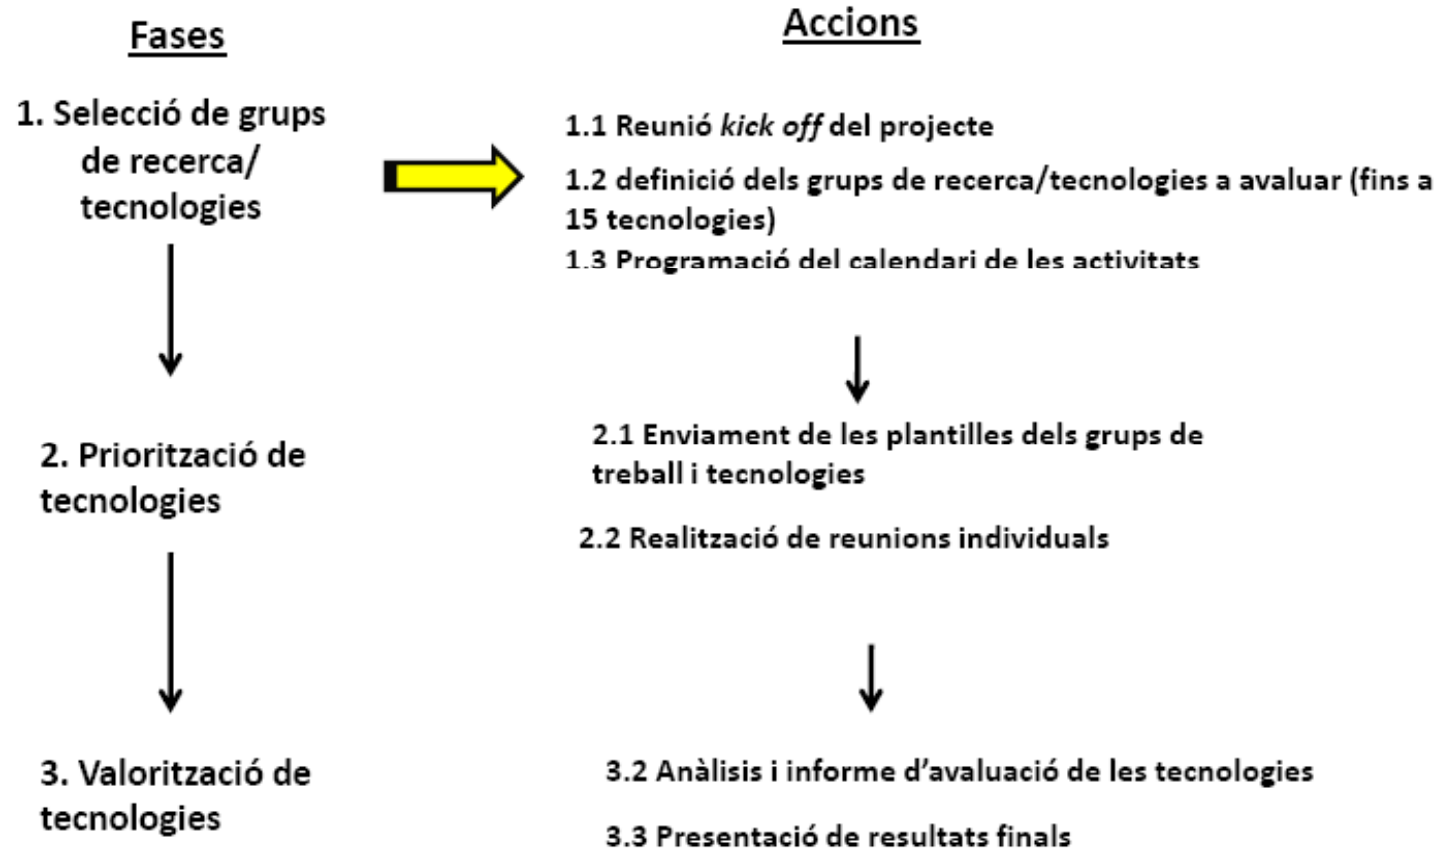 Fases
Accions
1. Selecció de grups
de recerca/
tecnologies
1.1 Reunió kick off del projecte
1.2 definició dels grups de recerca/tecnologies a avaluar (fins a
15 tecnologies)
1.3 Programació del calendari de les activitats
2. Priorització de
tecnologies
2.1 Enviament de les plantilles dels grups de
treball i tecnologies
2.2 Realització de reunions individuals
3. Valorització de
tecnologies
3.2 Anàlisis i informe d’avaluació de les tecnologies
3.3 Presentació de resultats finals